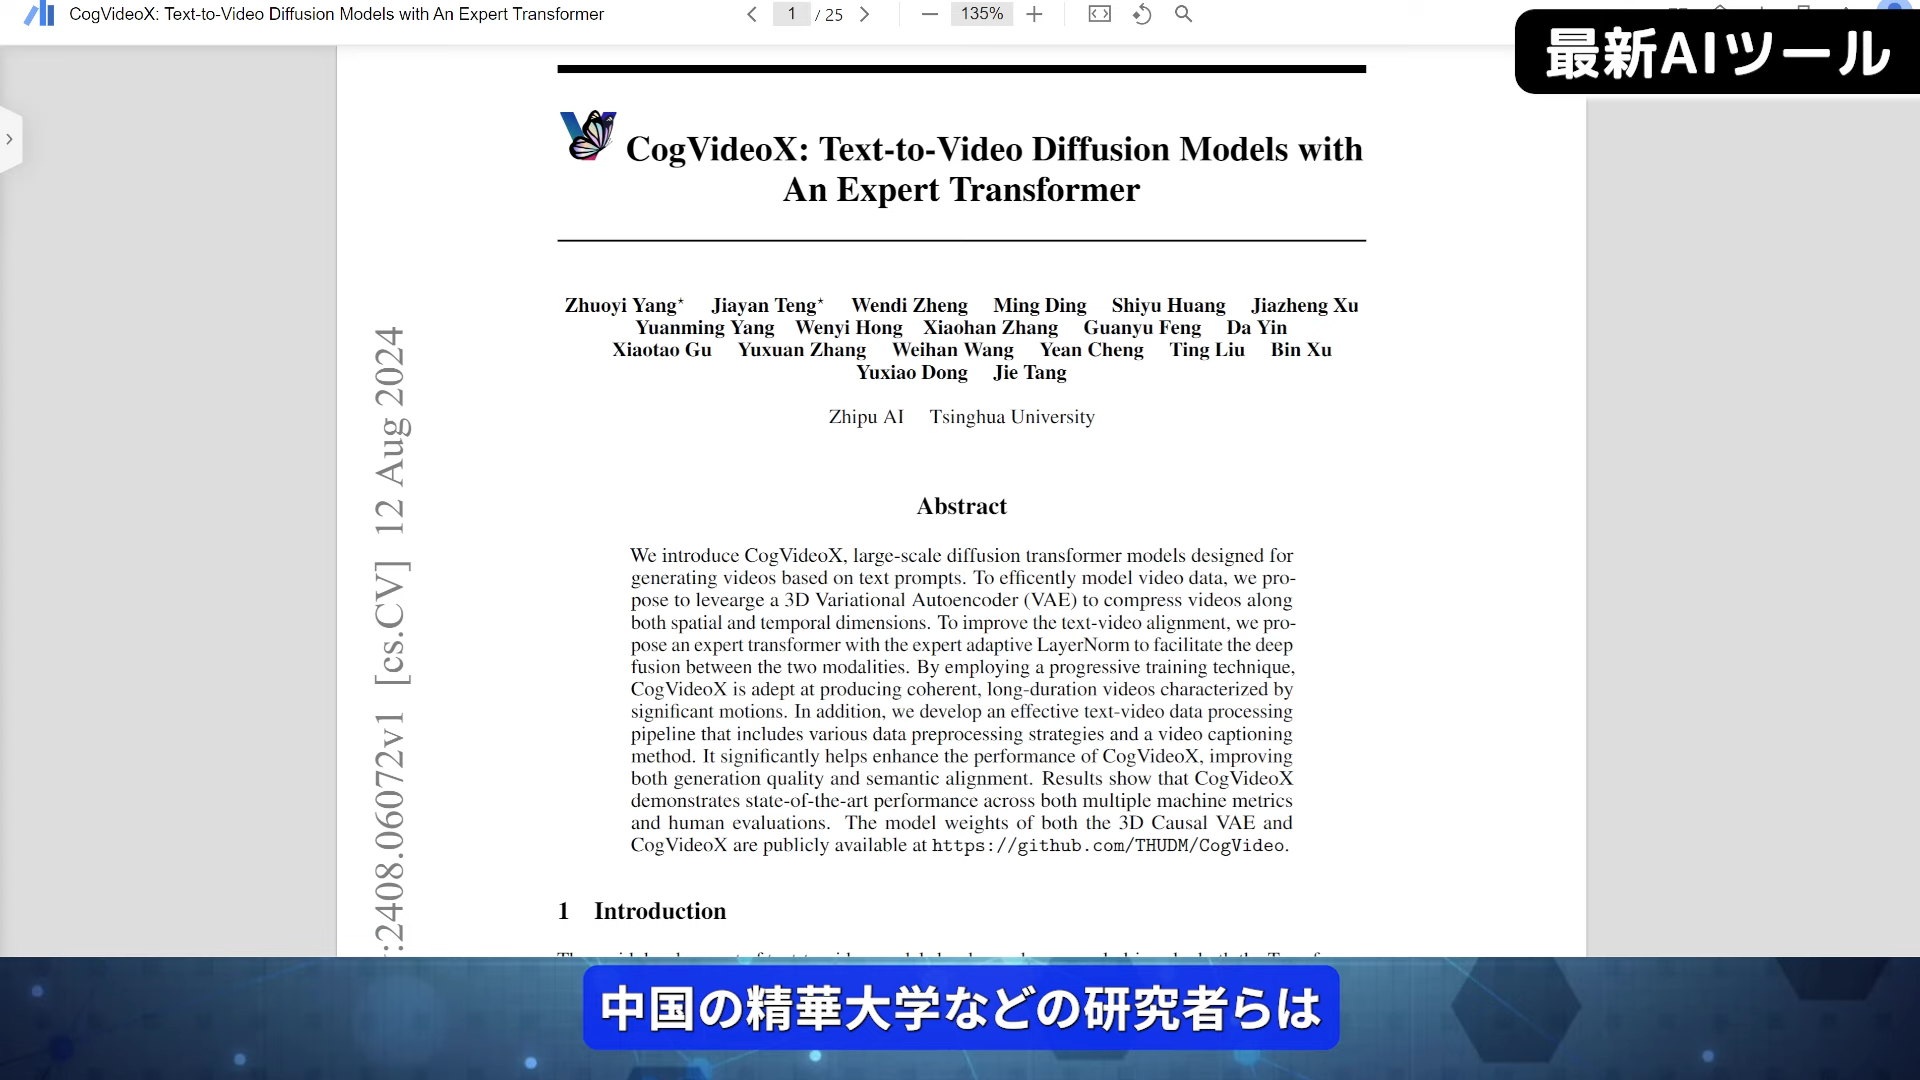 CogVideoX: Text-to-Video Diffusion Models with An Expert Transformer
1 / 25
135%
最新AIツール
CogVideoX: Text-to-Video Diffusion Models with
An Expert Transformer
Zhuoyi Yang* Jiayan Teng* Wendi Zheng Ming Ding Shiyu Huang Jiazheng Xu
Yuanming Yang Wenyi Hong Xiaohan Zhang Guanyu Feng Da Yin
Xiaotao Gu Yuxuan Zhang Weihan Wang Yean Cheng Ting Liu Bin Xu
Yuxiao Dong Jie Tang
Zhipu AI Tsinghua University
:2408.06072v1 [cs.CV] 12 Aug 2024
Abstract
We introduce CogVideoX, large-scale diffusion transformer models designed for
generating videos based on text prompts. To efficently model video data, we pro-
pose to levearge a 3D Variational Autoencoder (VAE) to compress videos along
both spatial and temporal dimensions. To improve the text-video alignment, we pro-
pose an expert transformer with the expert adaptive LayerNorm to facilitate the deep
fusion between the two modalities. By employing a progressive training technique,
CogVideoX is adept at producing coherent, long-duration videos characterized by
significant motions. In addition, we develop an effective text-video data processing
pipeline that includes various data preprocessing strategies and a video captioning
method. It significantly helps enhance the performance of CogVideoX, improving
both generation quality and semantic alignment. Results show that CogVideoX
demonstrates state-of-the-art performance across both multiple machine metrics
and human evaluations. The model weights of both the 3D Causal VAE and
CogVideoX are publicly available at https://github.com/THUDM/CogVideo.
1 Introduction
中国の精華大学などの研究者らは